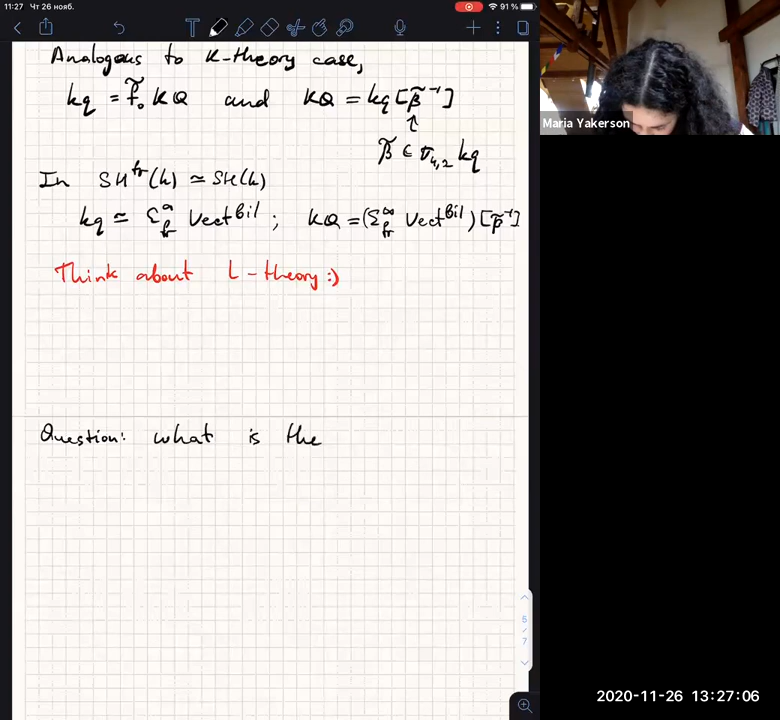 11:27 Чт 26 нояб.
91 %
Analogous to K-theory case,
kq = f̃₀ KQ and KQ = kq[β̃⁻¹]
↑
β̃ ∈ π₄,₂ kq
In SH^fr(k) ≃ SH(k)
kq ≃ Σ^∞_fr Vect^bil ; KQ = (Σ^∞_fr Vect^bil)[β̃⁻¹]
Think about L-theory :)
Question: what is the
5 / 7
Maria Yakerson
2020-11-26 13:27:06